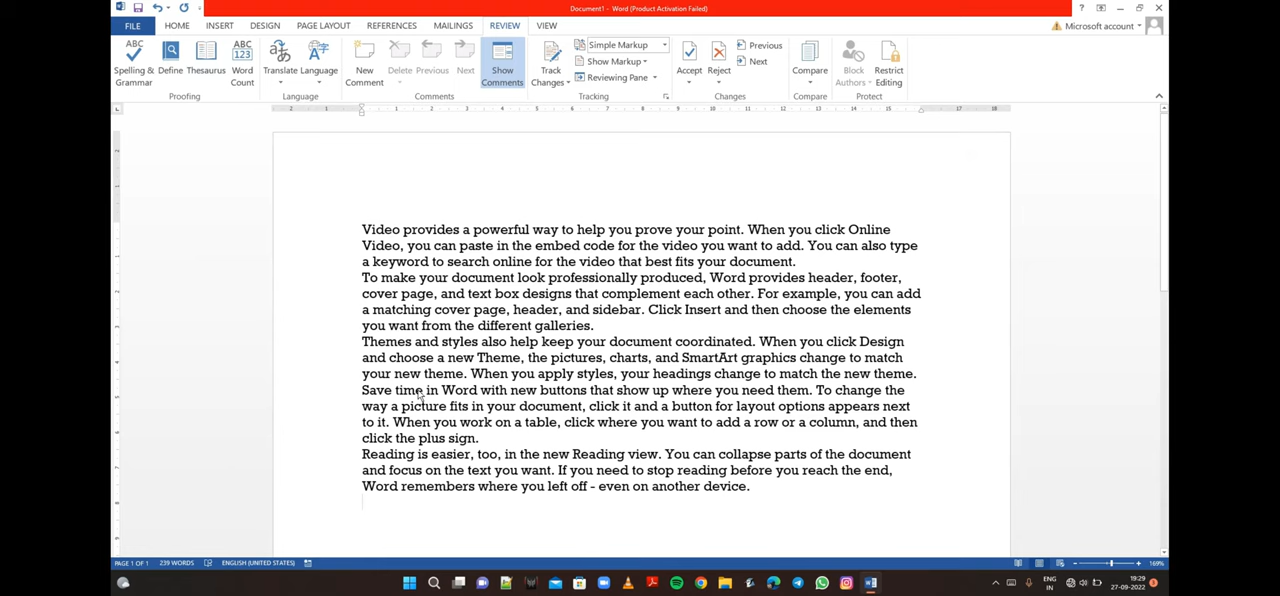 Document1 - Word (Product Activation Failed)
FILE HOME INSERT DESIGN PAGE LAYOUT REFERENCES MAILINGS REVIEW VIEW
Microsoft account
Spelling & Grammar
Define
Thesaurus
Word Count
Proofing
Translate
Language
Language
New Comment
Delete
Previous
Next
Show Comments
Comments
Track Changes
Simple Markup
Show Markup
Reviewing Pane
Tracking
Accept
Reject
Previous
Next
Changes
Compare
Compare
Block Authors
Restrict Editing
Protect
Video provides a powerful way to help you prove your point. When you click Online
Video, you can paste in the embed code for the video you want to add. You can also type
a keyword to search online for the video that best fits your document.
To make your document look professionally produced, Word provides header, footer,
cover page, and text box designs that complement each other. For example, you can add
a matching cover page, header, and sidebar. Click Insert and then choose the elements
you want from the different galleries.
Themes and styles also help keep your document coordinated. When you click Design
and choose a new Theme, the pictures, charts, and SmartArt graphics change to match
your new theme. When you apply styles, your headings change to match the new theme.
Save time in Word with new buttons that show up where you need them. To change the
way a picture fits in your document, click it and a button for layout options appears next
to it. When you work on a table, click where you want to add a row or a column, and then
click the plus sign.
Reading is easier, too, in the new Reading view. You can collapse parts of the document
and focus on the text you want. If you need to stop reading before you reach the end,
Word remembers where you left off - even on another device.
PAGE 1 OF 1 239 WORDS ENGLISH (UNITED STATES) 169%
ENG IN
19:29
27-09-2022